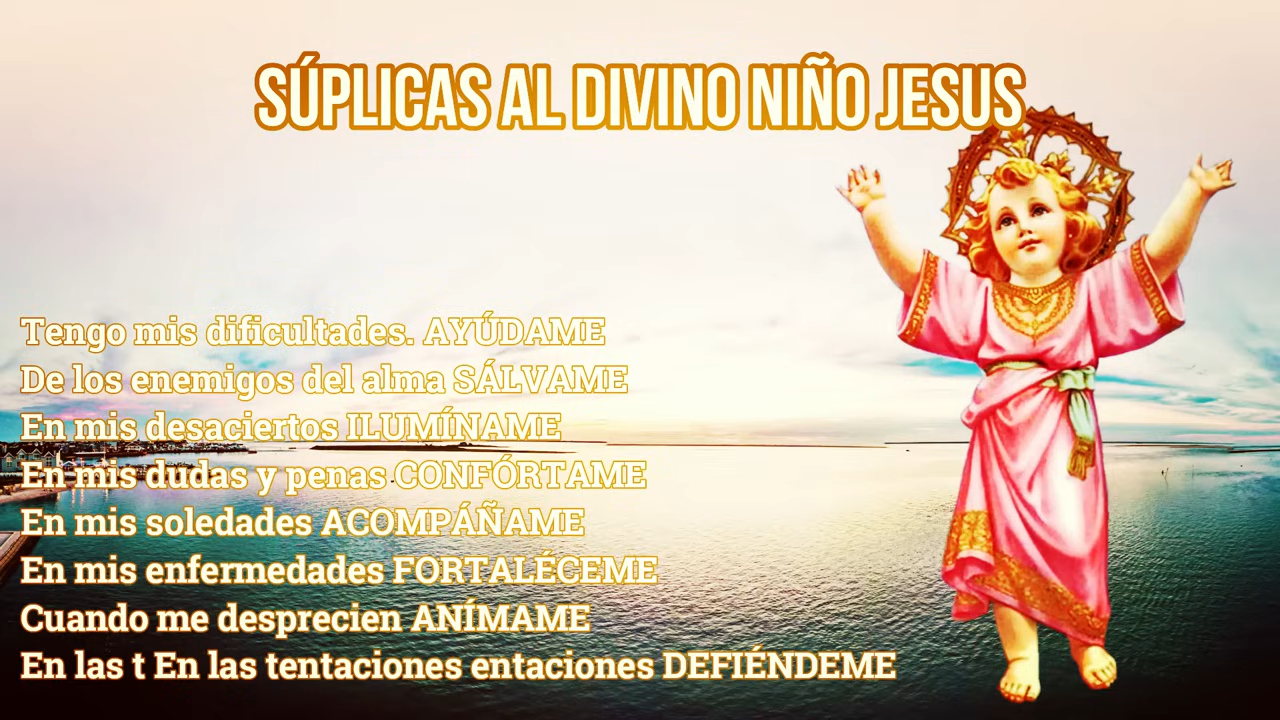 SÚPLICAS AL DIVINO NIÑO JESUS
Tengo mis dificultades. AYÚDAME
De los enemigos del alma SÁLVAME
En mis desaciertos ILUMÍNAME
En mis dudas y penas CONFÓRTAME
En mis soledades ACOMPÁÑAME
En mis enfermedades FORTALÉCEME
Cuando me desprecien ANÍMAME
En las t En las tentaciones entaciones DEFIÉNDEME